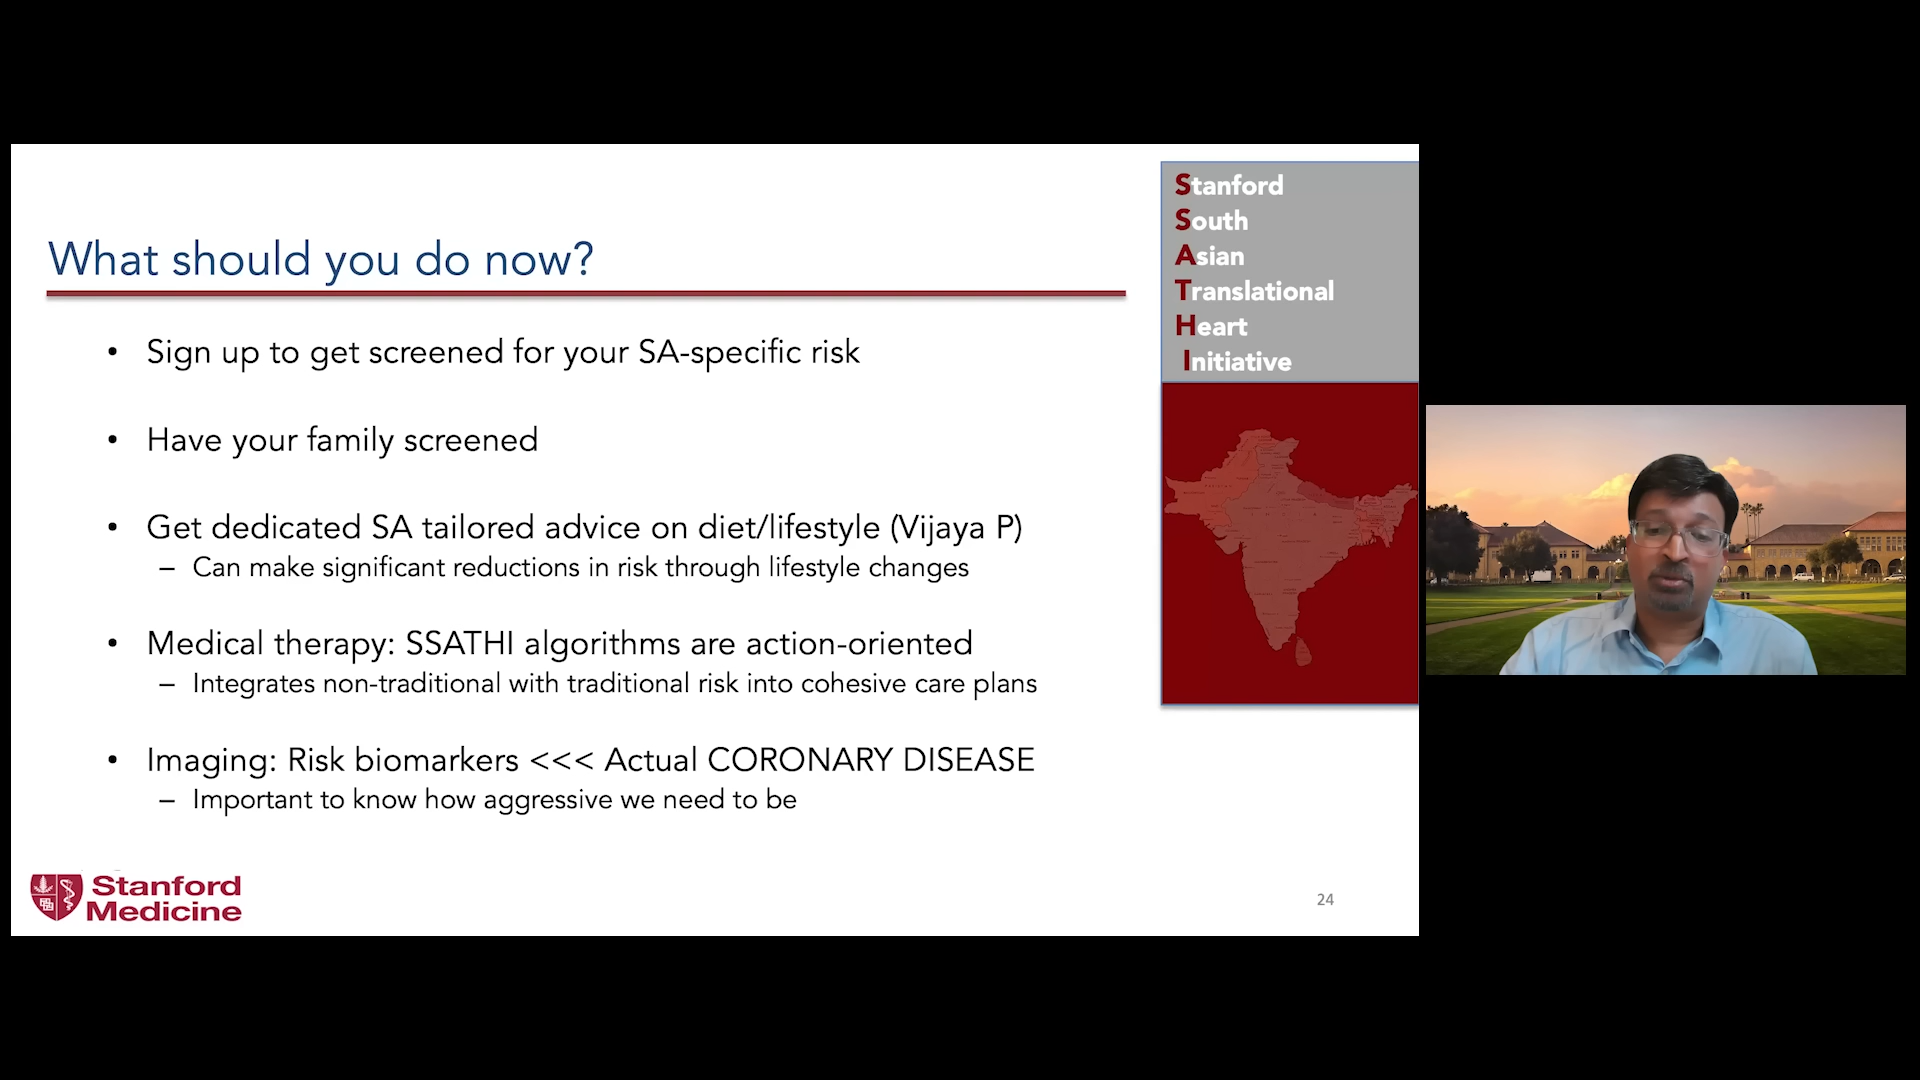 What should you do now?
• Sign up to get screened for your SA-specific risk
• Have your family screened
• Get dedicated SA tailored advice on diet/lifestyle (Vijaya P)
– Can make significant reductions in risk through lifestyle changes
• Medical therapy: SSATHI algorithms are action-oriented
– Integrates non-traditional with traditional risk into cohesive care plans
• Imaging: Risk biomarkers <<< Actual CORONARY DISEASE
– Important to know how aggressive we need to be
Stanford
South
Asian
Translational
Heart
Initiative
Stanford
Medicine
24